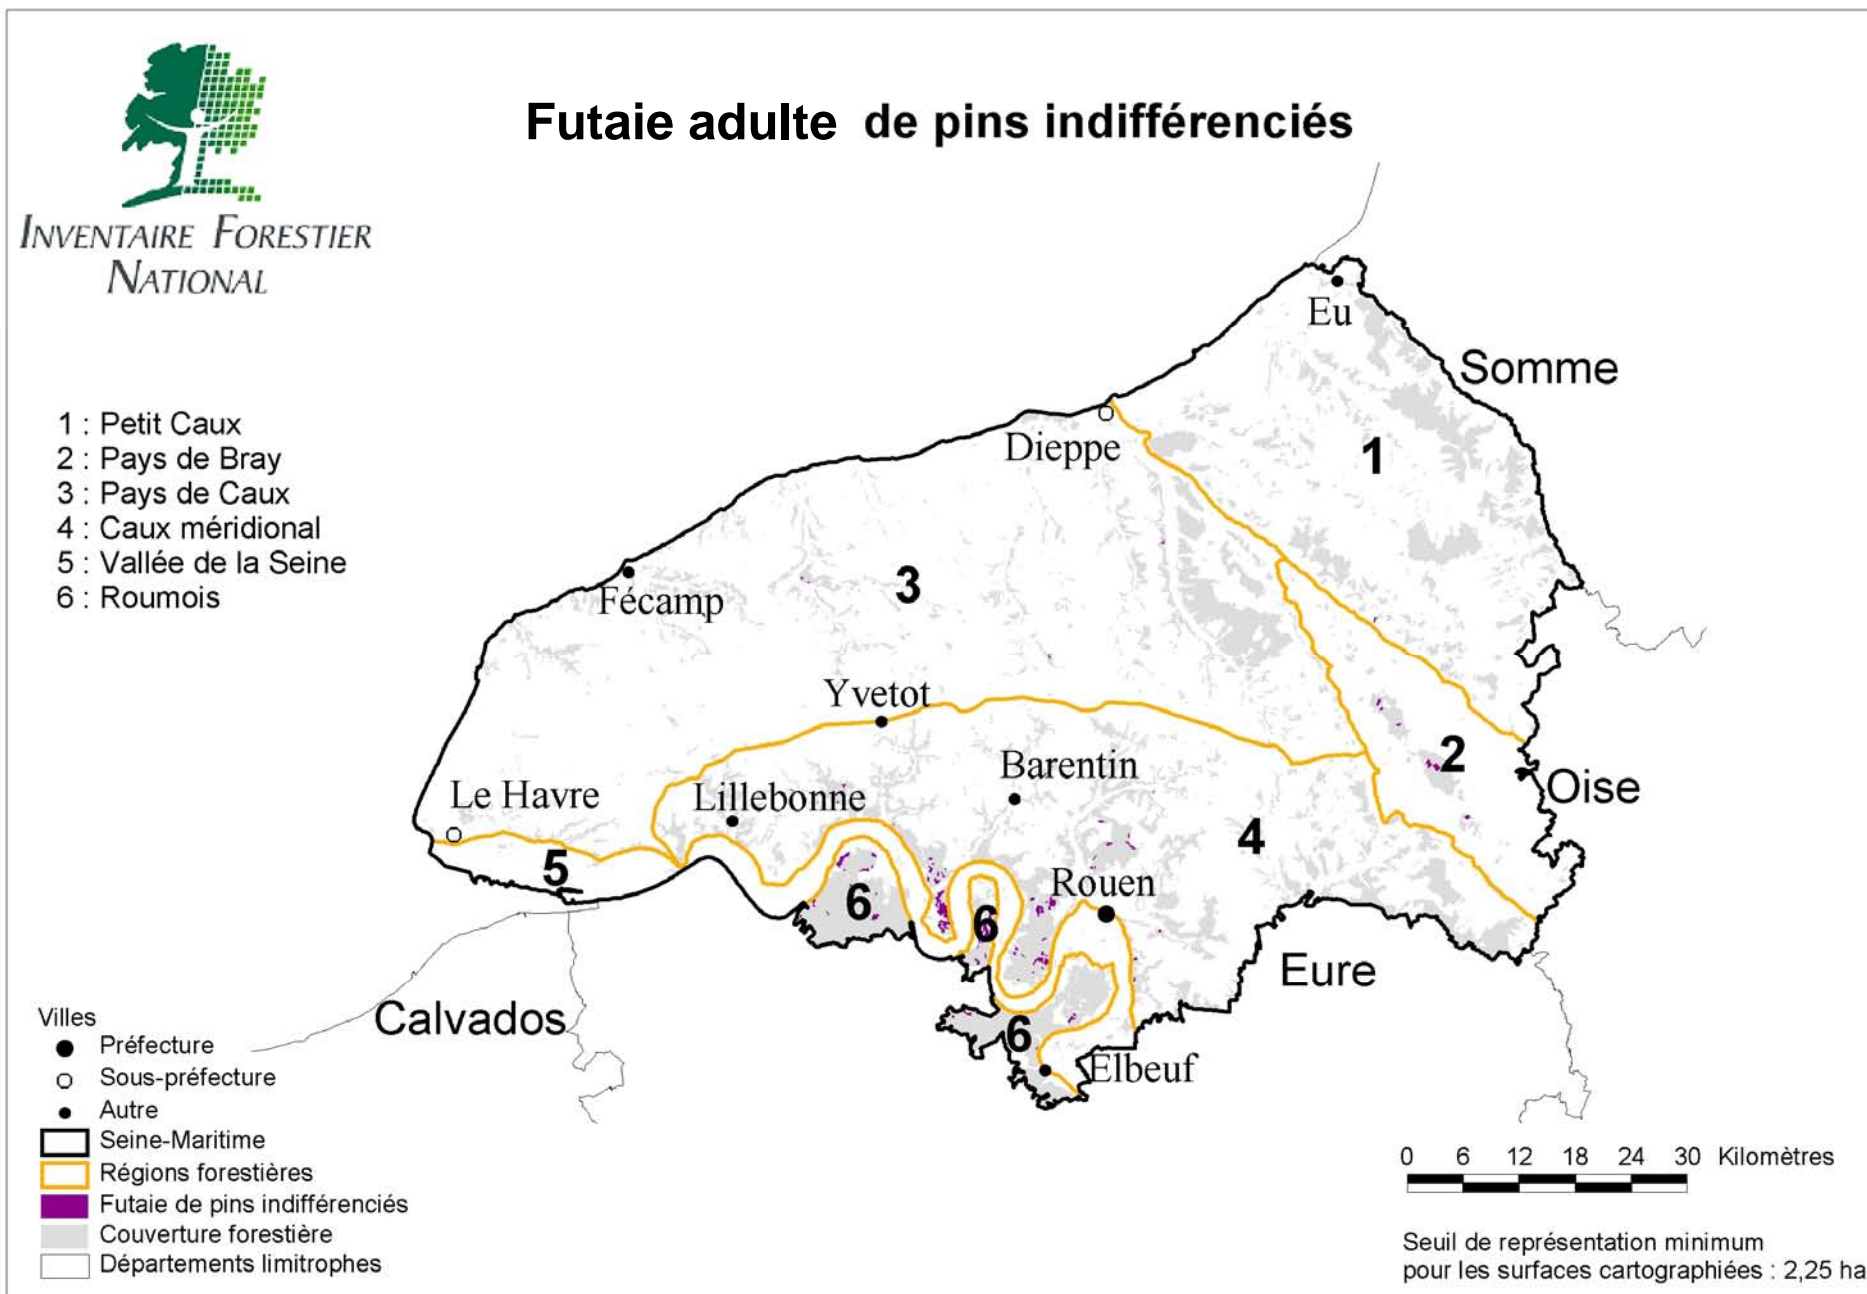 Futaie adulte de pins indifférenciés
INVENTAIRE FORESTIER
NATIONAL
1 : Petit Caux
2 : Pays de Bray
3 : Pays de Caux
4 : Caux méridional
5 : Vallée de la Seine
6 : Roumois
Eu
Somme
1
Dieppe
3
Fécamp
Yvetot
2
Barentin
Oise
Le Havre
Lillebonne
4
5
6
Rouen
6
Eure
Calvados
6
Elbeuf
Villes
Préfecture
Sous-préfecture
Autre
Seine-Maritime
Régions forestières
Futaie de pins indifférenciés
Couverture forestière
Départements limitrophes
0 6 12 18 24 30 Kilomètres
Seuil de représentation minimum
pour les surfaces cartographiées : 2,25 ha